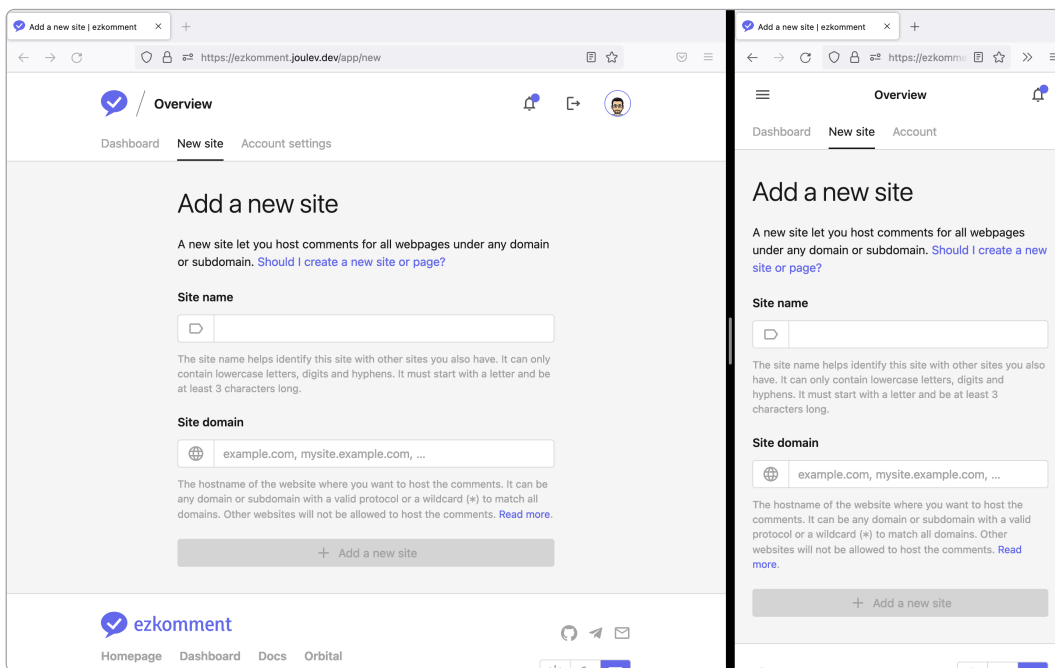 Add a new site | ezkomment
https://ezkomment.joulev.dev/app/new
Overview
Dashboard New site Account settings
Add a new site
A new site let you host comments for all webpages under any domain
or subdomain. Should I create a new site or page?
Site name
The site name helps identify this site with other sites you also have. It can only
contain lowercase letters, digits and hyphens. It must start with a letter and be
at least 3 characters long.
Site domain
example.com, mysite.example.com, ...
The hostname of the website where you want to host the comments. It can be
any domain or subdomain with a valid protocol or a wildcard (*) to match all
domains. Other websites will not be allowed to host the comments. Read more.
Add a new site
ezkomment
Homepage Dashboard Docs Orbital
Add a new site | ezkomment
https://ezkomme
Overview
Dashboard New site Account
Add a new site
A new site let you host comments for all webpages
under any domain or subdomain. Should I create a new
site or page?
Site name
The site name helps identify this site with other sites you also
have. It can only contain lowercase letters, digits and
hyphens. It must start with a letter and be at least 3
characters long.
Site domain
example.com, mysite.example.com, ...
The hostname of the website where you want to host the
comments. It can be any domain or subdomain with a valid
protocol or a wildcard (*) to match all domains. Other
websites will not be allowed to host the comments. Read
more.
Add a new site